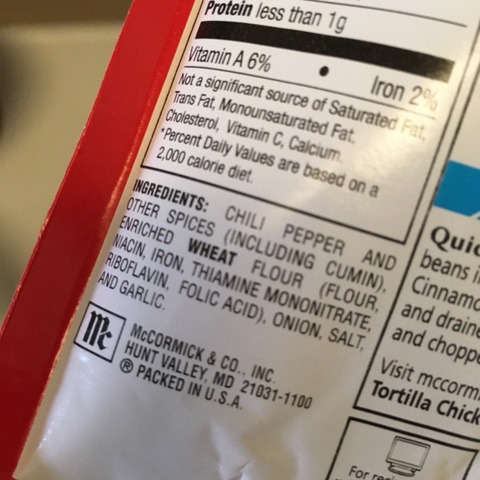 Protein less than 1g
Vitamin A 6% • Iron 2%
Not a significant source of Saturated Fat,
Trans Fat, Monounsaturated Fat,
Cholesterol, Vitamin C, Calcium.
*Percent Daily Values are based on a
2,000 calorie diet.
INGREDIENTS: CHILI PEPPER AND
OTHER SPICES (INCLUDING CUMIN),
ENRICHED WHEAT FLOUR (FLOUR,
NIACIN, IRON, THIAMINE MONONITRATE,
RIBOFLAVIN, FOLIC ACID), ONION, SALT,
AND GARLIC.
Mc
McCORMICK & CO., INC.
HUNT VALLEY, MD 21031-1100
® PACKED IN U.S.A.
Quic
beans i
Cinnamo
and draine
and choppe
Visit mccorm
Tortilla Chick
For